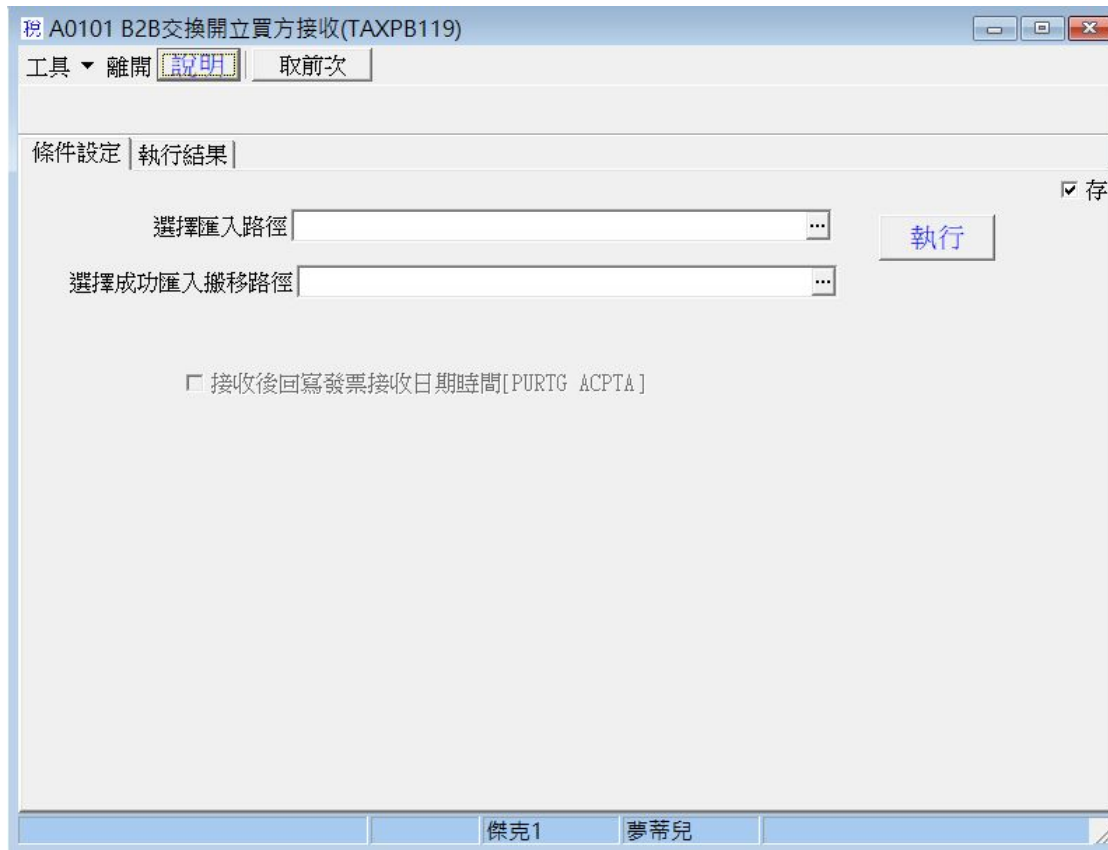 稅 A0101 B2B交換開立買方接收(TAXPB119)
工具 離開 說明 取前次
條件設定 執行結果
存
選擇匯入路徑 ... 執行
選擇成功匯入搬移路徑 ...
接收後回寫發票接收日期時間[PURTG ACPTA]
傑克1 夢蒂兒